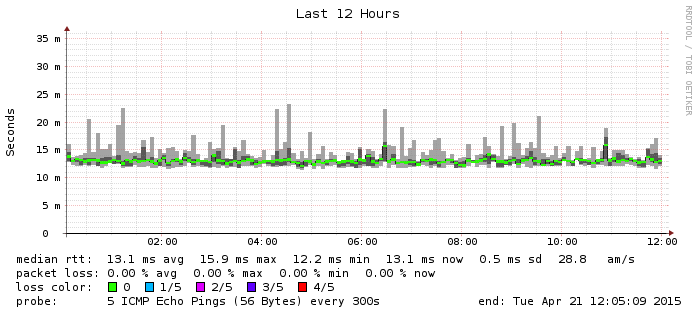 Last 12 Hours
RRDTOOL / TOBI OETIKER
Seconds
35 m
30 m
25 m
20 m
15 m
10 m
5 m
0
02:00 04:00 06:00 08:00 10:00 12:00
median rtt: 13.1 ms avg 15.9 ms max 12.2 ms min 13.1 ms now 0.5 ms sd 28.8 am/s
packet loss: 0.00 % avg 0.00 % max 0.00 % min 0.00 % now
loss color: 0 1/5 2/5 3/5 4/5
probe: 5 ICMP Echo Pings (56 Bytes) every 300s end: Tue Apr 21 12:05:09 2015